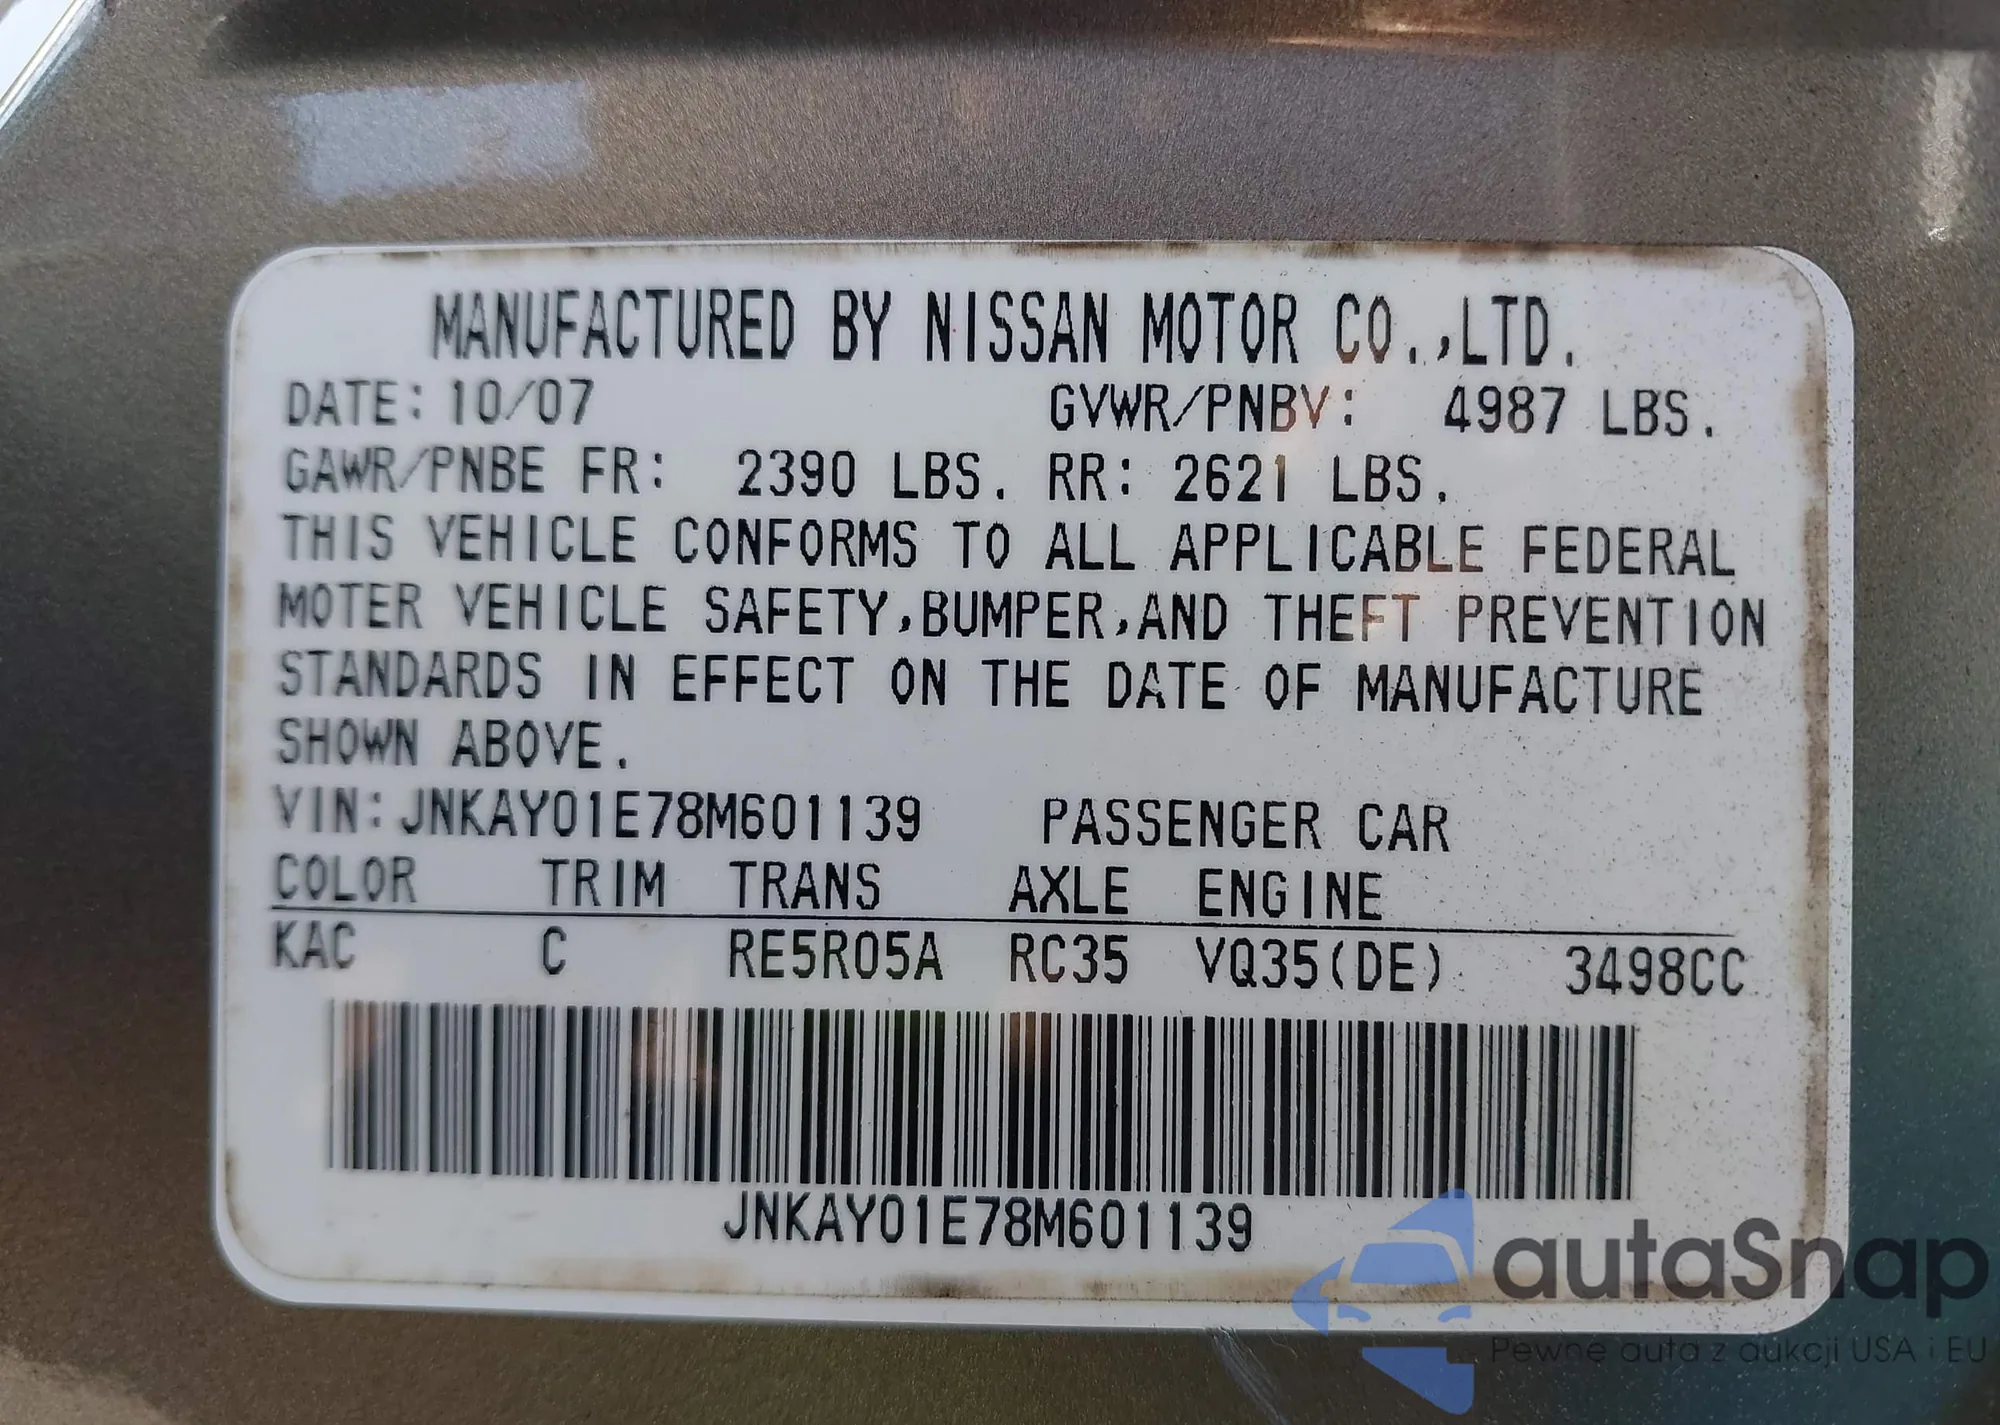 MANUFACTURED BY NISSAN MOTOR CO.,LTD.
DATE: 10/07 GVWR/PNBV: 4987 LBS.
GAWR/PNBE FR: 2390 LBS. RR: 2621 LBS.
THIS VEHICLE CONFORMS TO ALL APPLICABLE FEDERAL
MOTER VEHICLE SAFETY,BUMPER,AND THEFT PREVENTION
STANDARDS IN EFFECT ON THE DATE OF MANUFACTURE
SHOWN ABOVE.
VIN: JNKAY01E78M601139 PASSENGER CAR
COLOR TRIM TRANS AXLE ENGINE
KAC C RE5R05A RC35 VQ35(DE) 3498CC
JNKAY01E78M601139
autaSnap
Pewne auta z aukcji USA i EU